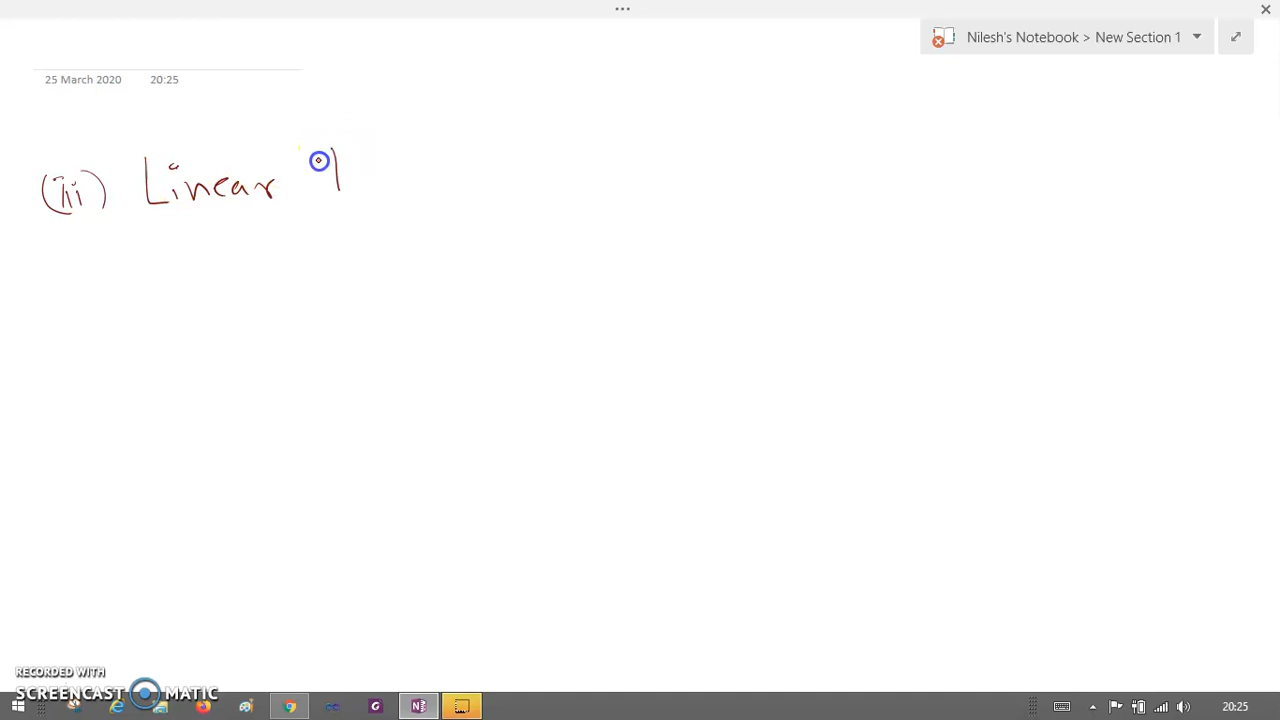 Nilesh's Notebook > New Section 1
25 March 2020 20:25
(iii) Linear
RECORDED WITH
SCREENCAST MATIC
20:25